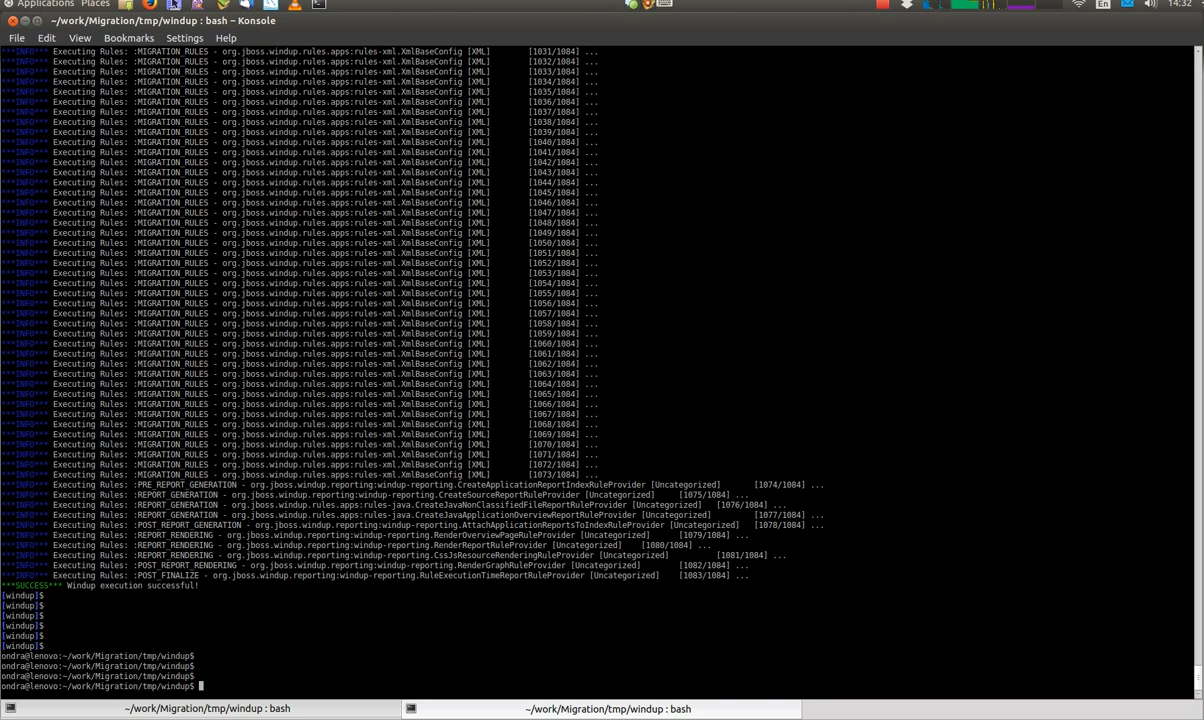 Applications Places En 14:32
~/work/Migration/tmp/windup : bash – Konsole
File Edit View Bookmarks Settings Help
***INFO*** Executing Rules: :MIGRATION_RULES - org.jboss.windup.rules.apps:rules-xml.XmlBaseConfig [XML] [1031/1084] ...
***INFO*** Executing Rules: :MIGRATION_RULES - org.jboss.windup.rules.apps:rules-xml.XmlBaseConfig [XML] [1032/1084] ...
***INFO*** Executing Rules: :MIGRATION_RULES - org.jboss.windup.rules.apps:rules-xml.XmlBaseConfig [XML] [1033/1084] ...
***INFO*** Executing Rules: :MIGRATION_RULES - org.jboss.windup.rules.apps:rules-xml.XmlBaseConfig [XML] [1034/1084] ...
***INFO*** Executing Rules: :MIGRATION_RULES - org.jboss.windup.rules.apps:rules-xml.XmlBaseConfig [XML] [1035/1084] ...
***INFO*** Executing Rules: :MIGRATION_RULES - org.jboss.windup.rules.apps:rules-xml.XmlBaseConfig [XML] [1036/1084] ...
***INFO*** Executing Rules: :MIGRATION_RULES - org.jboss.windup.rules.apps:rules-xml.XmlBaseConfig [XML] [1037/1084] ...
***INFO*** Executing Rules: :MIGRATION_RULES - org.jboss.windup.rules.apps:rules-xml.XmlBaseConfig [XML] [1038/1084] ...
***INFO*** Executing Rules: :MIGRATION_RULES - org.jboss.windup.rules.apps:rules-xml.XmlBaseConfig [XML] [1039/1084] ...
***INFO*** Executing Rules: :MIGRATION_RULES - org.jboss.windup.rules.apps:rules-xml.XmlBaseConfig [XML] [1040/1084] ...
***INFO*** Executing Rules: :MIGRATION_RULES - org.jboss.windup.rules.apps:rules-xml.XmlBaseConfig [XML] [1041/1084] ...
***INFO*** Executing Rules: :MIGRATION_RULES - org.jboss.windup.rules.apps:rules-xml.XmlBaseConfig [XML] [1042/1084] ...
***INFO*** Executing Rules: :MIGRATION_RULES - org.jboss.windup.rules.apps:rules-xml.XmlBaseConfig [XML] [1043/1084] ...
***INFO*** Executing Rules: :MIGRATION_RULES - org.jboss.windup.rules.apps:rules-xml.XmlBaseConfig [XML] [1044/1084] ...
***INFO*** Executing Rules: :MIGRATION_RULES - org.jboss.windup.rules.apps:rules-xml.XmlBaseConfig [XML] [1045/1084] ...
***INFO*** Executing Rules: :MIGRATION_RULES - org.jboss.windup.rules.apps:rules-xml.XmlBaseConfig [XML] [1046/1084] ...
***INFO*** Executing Rules: :MIGRATION_RULES - org.jboss.windup.rules.apps:rules-xml.XmlBaseConfig [XML] [1047/1084] ...
***INFO*** Executing Rules: :MIGRATION_RULES - org.jboss.windup.rules.apps:rules-xml.XmlBaseConfig [XML] [1048/1084] ...
***INFO*** Executing Rules: :MIGRATION_RULES - org.jboss.windup.rules.apps:rules-xml.XmlBaseConfig [XML] [1049/1084] ...
***INFO*** Executing Rules: :MIGRATION_RULES - org.jboss.windup.rules.apps:rules-xml.XmlBaseConfig [XML] [1050/1084] ...
***INFO*** Executing Rules: :MIGRATION_RULES - org.jboss.windup.rules.apps:rules-xml.XmlBaseConfig [XML] [1051/1084] ...
***INFO*** Executing Rules: :MIGRATION_RULES - org.jboss.windup.rules.apps:rules-xml.XmlBaseConfig [XML] [1052/1084] ...
***INFO*** Executing Rules: :MIGRATION_RULES - org.jboss.windup.rules.apps:rules-xml.XmlBaseConfig [XML] [1053/1084] ...
***INFO*** Executing Rules: :MIGRATION_RULES - org.jboss.windup.rules.apps:rules-xml.XmlBaseConfig [XML] [1054/1084] ...
***INFO*** Executing Rules: :MIGRATION_RULES - org.jboss.windup.rules.apps:rules-xml.XmlBaseConfig [XML] [1055/1084] ...
***INFO*** Executing Rules: :MIGRATION_RULES - org.jboss.windup.rules.apps:rules-xml.XmlBaseConfig [XML] [1056/1084] ...
***INFO*** Executing Rules: :MIGRATION_RULES - org.jboss.windup.rules.apps:rules-xml.XmlBaseConfig [XML] [1057/1084] ...
***INFO*** Executing Rules: :MIGRATION_RULES - org.jboss.windup.rules.apps:rules-xml.XmlBaseConfig [XML] [1058/1084] ...
***INFO*** Executing Rules: :MIGRATION_RULES - org.jboss.windup.rules.apps:rules-xml.XmlBaseConfig [XML] [1059/1084] ...
***INFO*** Executing Rules: :MIGRATION_RULES - org.jboss.windup.rules.apps:rules-xml.XmlBaseConfig [XML] [1060/1084] ...
***INFO*** Executing Rules: :MIGRATION_RULES - org.jboss.windup.rules.apps:rules-xml.XmlBaseConfig [XML] [1061/1084] ...
***INFO*** Executing Rules: :MIGRATION_RULES - org.jboss.windup.rules.apps:rules-xml.XmlBaseConfig [XML] [1062/1084] ...
***INFO*** Executing Rules: :MIGRATION_RULES - org.jboss.windup.rules.apps:rules-xml.XmlBaseConfig [XML] [1063/1084] ...
***INFO*** Executing Rules: :MIGRATION_RULES - org.jboss.windup.rules.apps:rules-xml.XmlBaseConfig [XML] [1064/1084] ...
***INFO*** Executing Rules: :MIGRATION_RULES - org.jboss.windup.rules.apps:rules-xml.XmlBaseConfig [XML] [1065/1084] ...
***INFO*** Executing Rules: :MIGRATION_RULES - org.jboss.windup.rules.apps:rules-xml.XmlBaseConfig [XML] [1066/1084] ...
***INFO*** Executing Rules: :MIGRATION_RULES - org.jboss.windup.rules.apps:rules-xml.XmlBaseConfig [XML] [1067/1084] ...
***INFO*** Executing Rules: :MIGRATION_RULES - org.jboss.windup.rules.apps:rules-xml.XmlBaseConfig [XML] [1068/1084] ...
***INFO*** Executing Rules: :MIGRATION_RULES - org.jboss.windup.rules.apps:rules-xml.XmlBaseConfig [XML] [1069/1084] ...
***INFO*** Executing Rules: :MIGRATION_RULES - org.jboss.windup.rules.apps:rules-xml.XmlBaseConfig [XML] [1070/1084] ...
***INFO*** Executing Rules: :MIGRATION_RULES - org.jboss.windup.rules.apps:rules-xml.XmlBaseConfig [XML] [1071/1084] ...
***INFO*** Executing Rules: :MIGRATION_RULES - org.jboss.windup.rules.apps:rules-xml.XmlBaseConfig [XML] [1072/1084] ...
***INFO*** Executing Rules: :MIGRATION_RULES - org.jboss.windup.rules.apps:rules-xml.XmlBaseConfig [XML] [1073/1084] ...
***INFO*** Executing Rules: :PRE_REPORT_GENERATION - org.jboss.windup.reporting:windup-reporting.CreateApplicationReportIndexRuleProvider [Uncategorized] [1074/1084] ...
***INFO*** Executing Rules: :REPORT_GENERATION - org.jboss.windup.reporting:windup-reporting.CreateSourceReportRuleProvider [Uncategorized] [1075/1084] ...
***INFO*** Executing Rules: :REPORT_GENERATION - org.jboss.windup.rules.apps:rules-java.CreateJavaNonClassifiedFileReportRuleProvider [Uncategorized] [1076/1084] ...
***INFO*** Executing Rules: :REPORT_GENERATION - org.jboss.windup.rules.apps:rules-java.CreateJavaApplicationOverviewReportRuleProvider [Uncategorized] [1077/1084] ...
***INFO*** Executing Rules: :POST_REPORT_GENERATION - org.jboss.windup.reporting:windup-reporting.AttachApplicationReportsToIndexRuleProvider [Uncategorized] [1078/1084] ...
***INFO*** Executing Rules: :REPORT_RENDERING - org.jboss.windup.reporting:windup-reporting.RenderOverviewPageRuleProvider [Uncategorized] [1079/1084] ...
***INFO*** Executing Rules: :REPORT_RENDERING - org.jboss.windup.reporting:windup-reporting.RenderReportRuleProvider [Uncategorized] [1080/1084] ...
***INFO*** Executing Rules: :REPORT_RENDERING - org.jboss.windup.reporting:windup-reporting.CssJsResourceRenderingRuleProvider [Uncategorized] [1081/1084] ...
***INFO*** Executing Rules: :POST_REPORT_RENDERING - org.jboss.windup.reporting:windup-reporting.RenderGraphRuleProvider [Uncategorized] [1082/1084] ...
***INFO*** Executing Rules: :POST_FINALIZE - org.jboss.windup.reporting:windup-reporting.RuleExecutionTimeReportRuleProvider [Uncategorized] [1083/1084] ...
***SUCCESS*** Windup execution successful!
[windup]$
[windup]$
[windup]$
[windup]$
[windup]$
[windup]$
ondra@lenovo:~/work/Migration/tmp/windup$
ondra@lenovo:~/work/Migration/tmp/windup$
ondra@lenovo:~/work/Migration/tmp/windup$
ondra@lenovo:~/work/Migration/tmp/windup$
~/work/Migration/tmp/windup : bash ~/work/Migration/tmp/windup : bash